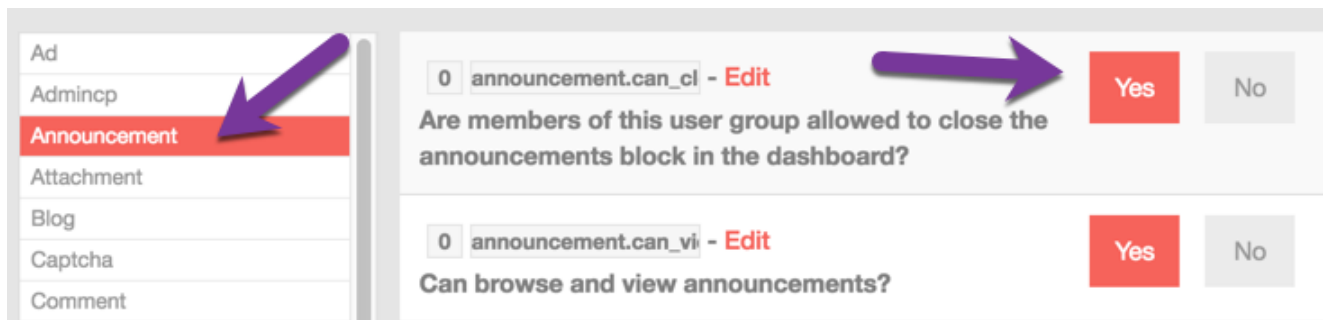 Ad
Admincp
Announcement
Attachment
Blog
Captcha
Comment
0 announcement.can_cl - Edit
Are members of this user group allowed to close the
announcements block in the dashboard?
Yes No
0 announcement.can_vi - Edit
Can browse and view announcements?
Yes No